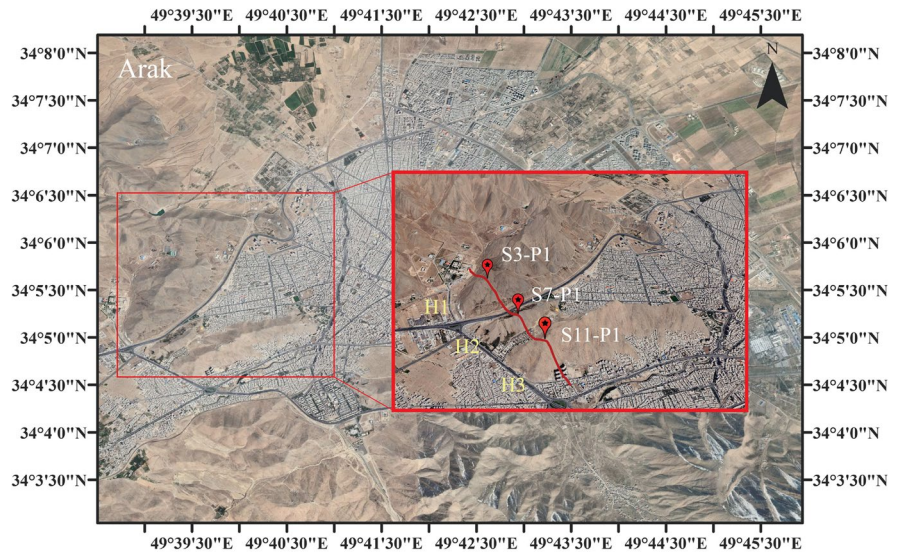 49°39'30"E 49°40'30"E 49°41'30"E 49°42'30"E 49°43'30"E 49°44'30"E 49°45'30"E
34°8'0"N 34°8'0"N
Arak
N
34°7'30"N 34°7'30"N
34°7'0"N 34°7'0"N
34°6'30"N 34°6'30"N
34°6'0"N 34°6'0"N
S3-P1
34°5'30"N 34°5'30"N
S7-P1
H1
34°5'0"N 34°5'0"N
S11-P1
H2
34°4'30"N 34°4'30"N
H3
34°4'0"N 34°4'0"N
34°3'30"N 34°3'30"N
49°39'30"E 49°40'30"E 49°41'30"E 49°42'30"E 49°43'30"E 49°44'30"E 49°45'30"E